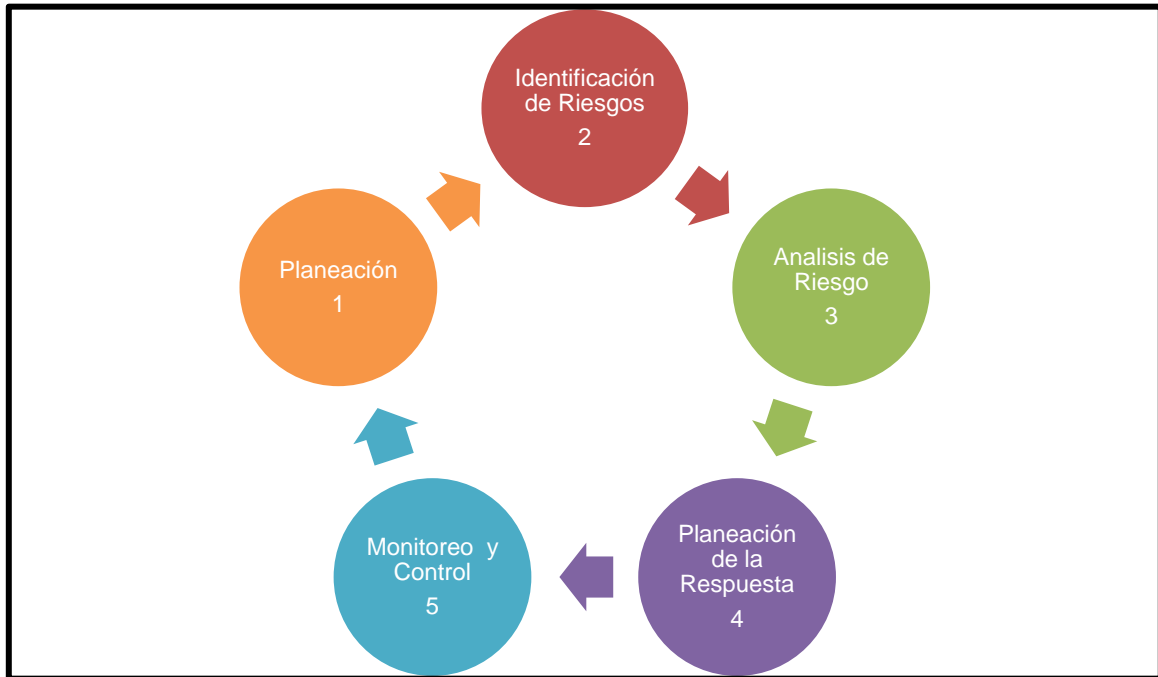 Identificación
de Riesgos
2
Planeación
1
Analisis de
Riesgo
3
Monitoreo y
Control
5
Planeación
de la
Respuesta
4